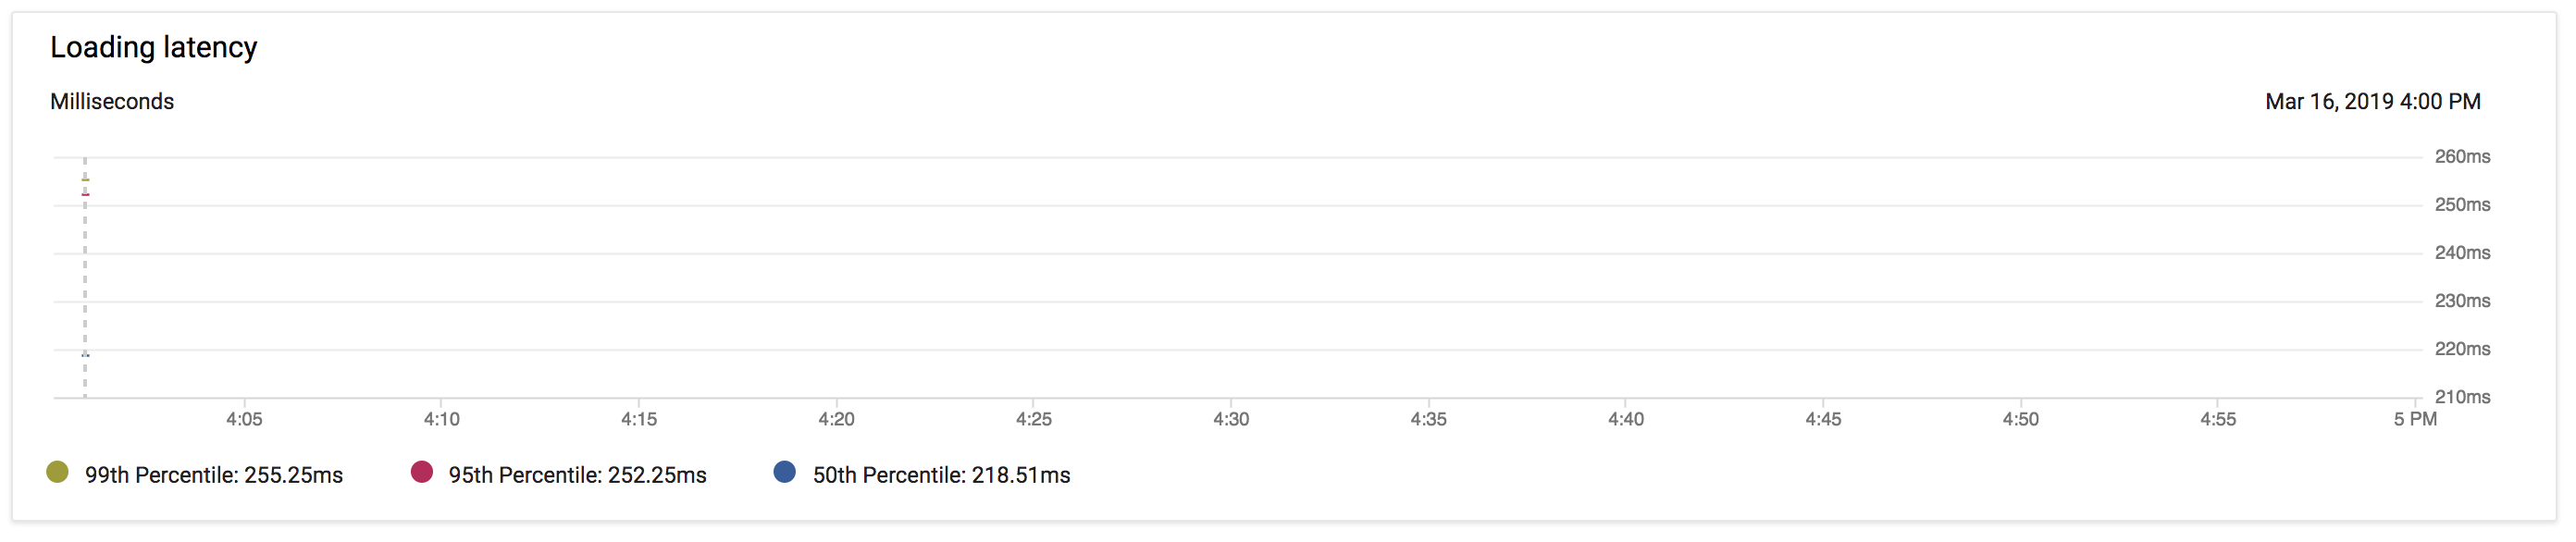 Loading latency
Milliseconds
Mar 16, 2019 4:00 PM
260ms
250ms
240ms
230ms
220ms
210ms
4:05 4:10 4:15 4:20 4:25 4:30 4:35 4:40 4:45 4:50 4:55 5 PM
99th Percentile: 255.25ms 95th Percentile: 252.25ms 50th Percentile: 218.51ms